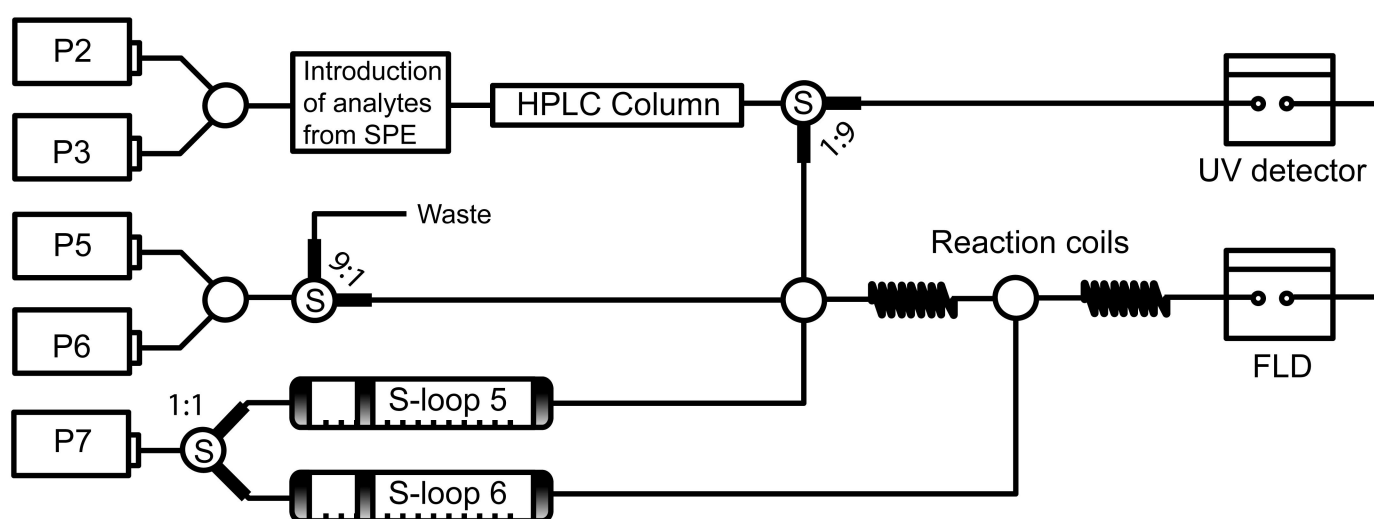 P2
Introduction
of analytes
from SPE
HPLC Column
S
1:9
UV detector
P3
P5
Waste
9:1
S
Reaction coils
P6
FLD
1:1
S-loop 5
P7
S
S-loop 6